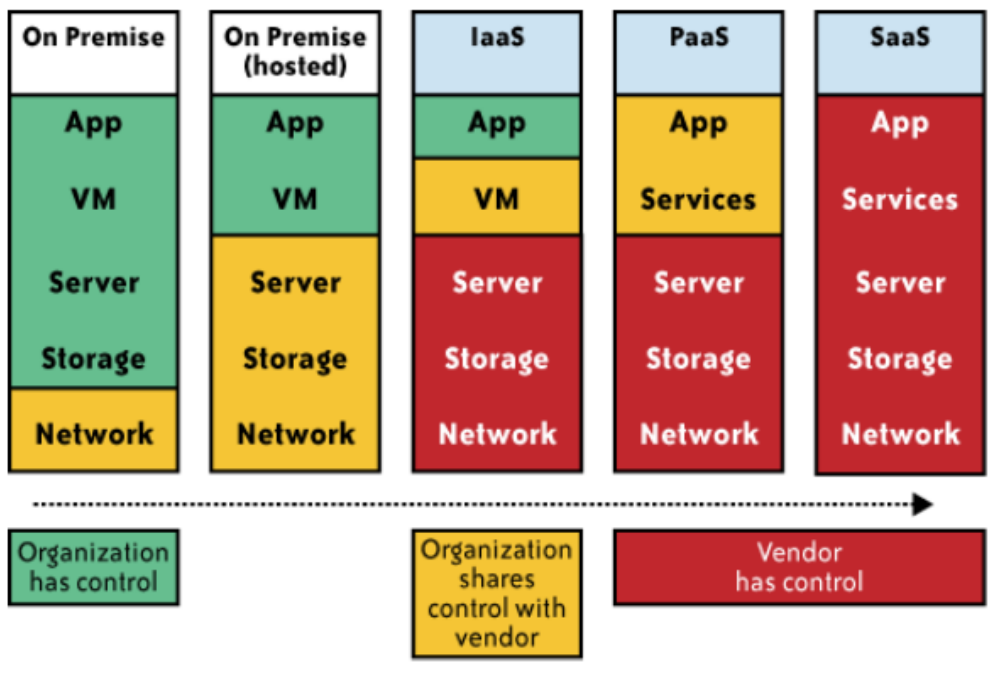 On Premise
App
VM
Server
Storage
Network
On Premise
(hosted)
App
VM
Server
Storage
Network
IaaS
App
VM
Server
Storage
Network
PaaS
App
Services
Server
Storage
Network
SaaS
App
Services
Server
Storage
Network
Organization
has control
Organization
shares
control with
vendor
Vendor
has control